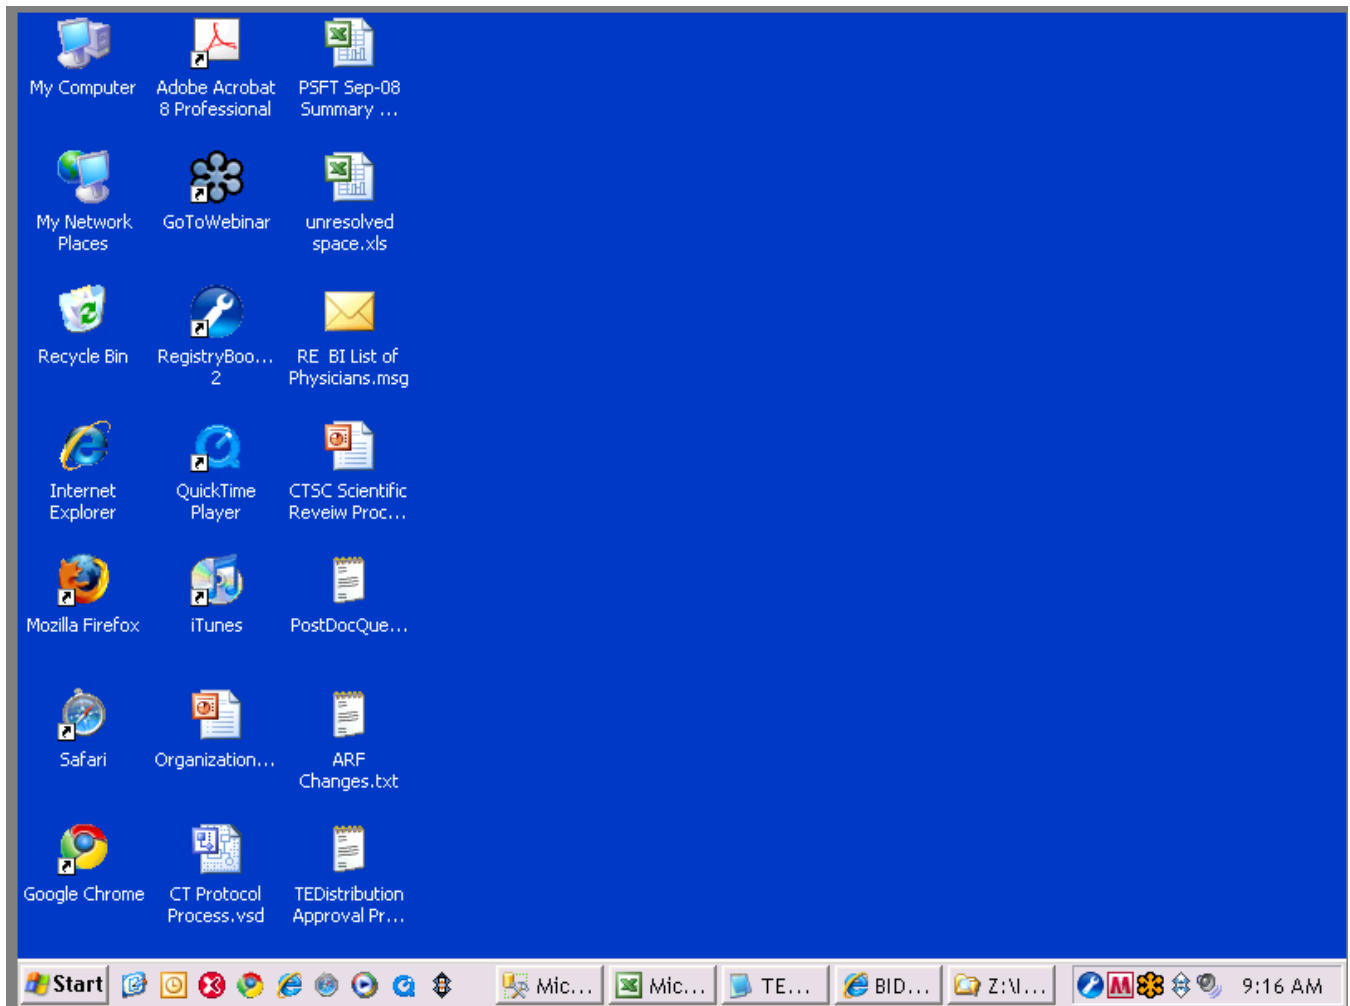 My Computer
Adobe Acrobat
8 Professional
PSFT Sep-08
Summary ...
My Network
Places
GoToWebinar
unresolved
space.xls
Recycle Bin
RegistryBoo...
2
RE BI List of
Physicians.msg
Internet
Explorer
QuickTime
Player
CTSC Scientific
Reveiw Proc...
Mozilla Firefox
iTunes
PostDocQue...
Safari
Organization...
ARF
Changes.txt
Google Chrome
CT Protocol
Process.vsd
TEDistribution
Approval Pr...
Start
Mic...
Mic...
TE...
BID...
Z:\I...
9:16 AM